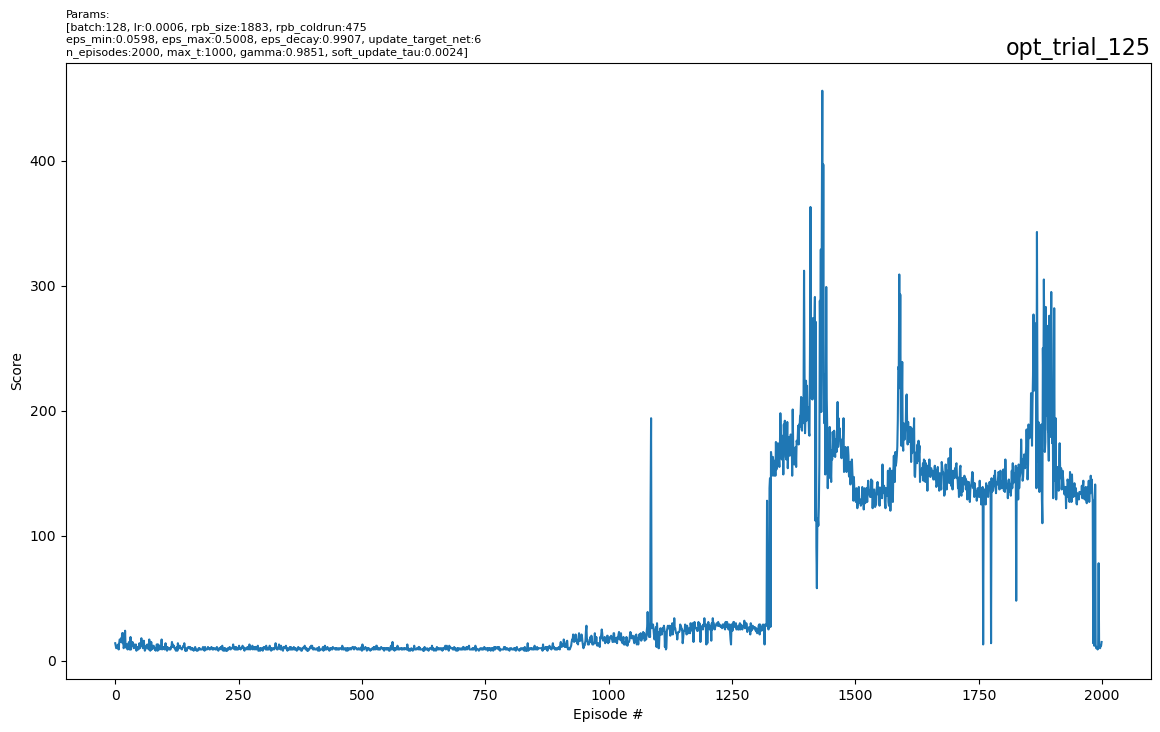 Params:
[batch:128, lr:0.0006, rpb_size:1883, rpb_coldrun:475
eps_min:0.0598, eps_max:0.5008, eps_decay:0.9907, update_target_net:6
n_episodes:2000, max_t:1000, gamma:0.9851, soft_update_tau:0.0024]
opt_trial_125
400
300
200
100
0
Score
0 250 500 750 1000 1250 1500 1750 2000
Episode #